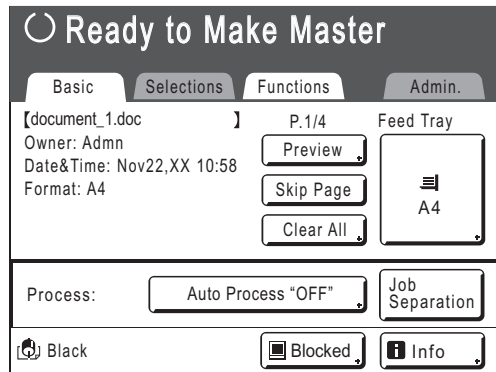 Ready to Make Master
Basic
Selections
Functions
Admin.
【document_1.doc 】
Owner: Admn
Date&Time: Nov22,XX 10:58
Format: A4
P.1/4
Preview
Skip Page
Clear All
Feed Tray
A4
Process:
Auto Process “OFF”
Job
Separation
Black
Blocked
Info